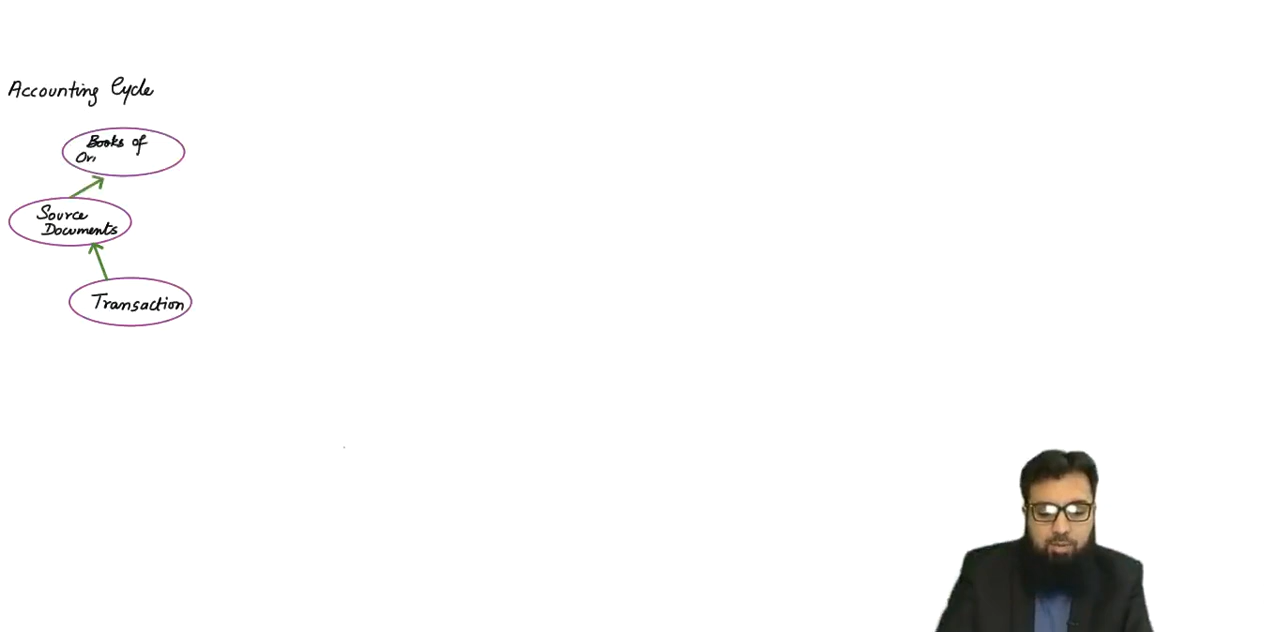 Accounting Cycle
Books of
Ori
Source
Documents
Transaction